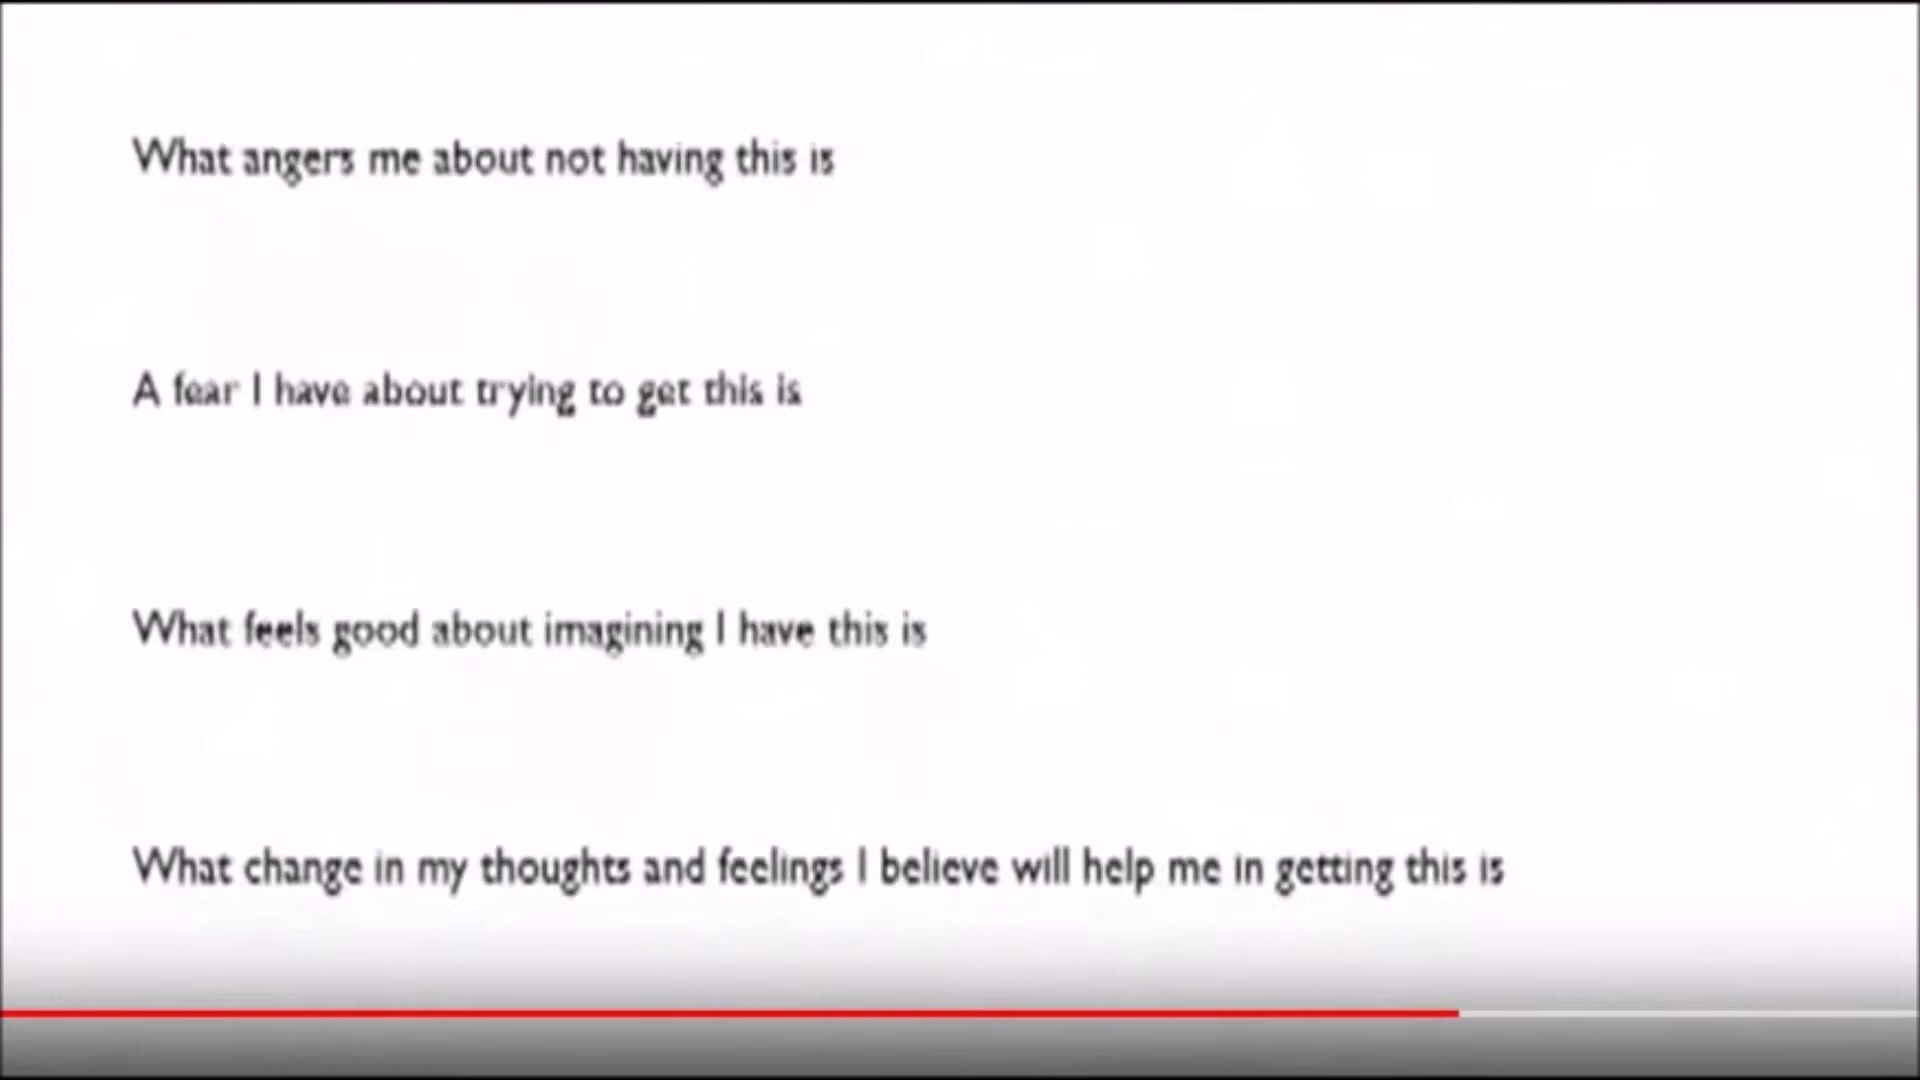 What angers me about not having this is
A fear I have about trying to get this is
What feels good about imagining I have this is
What change in my thoughts and feelings I believe will help me in getting this is